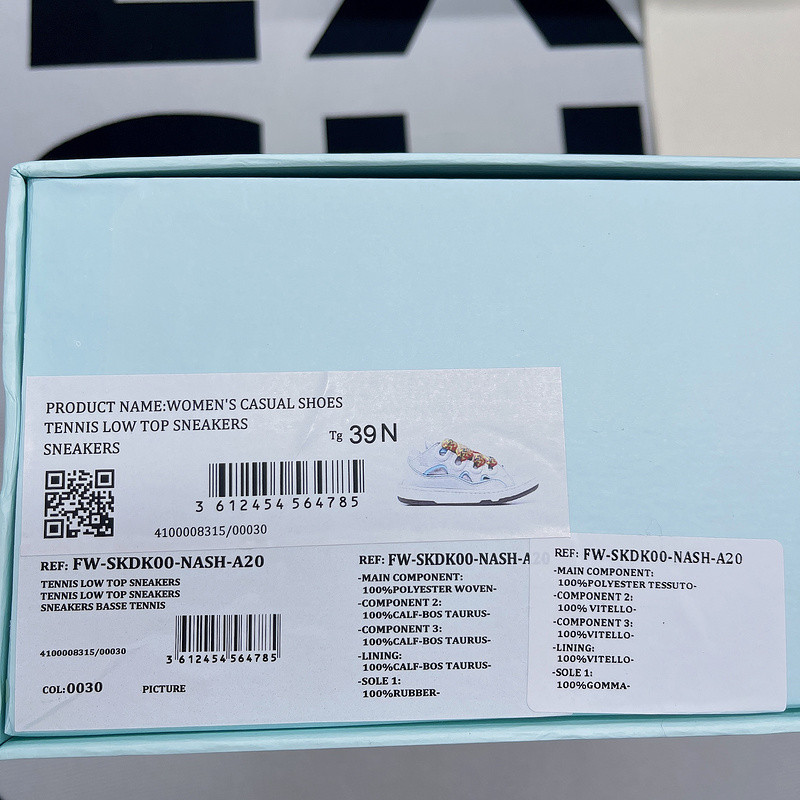 PRODUCT NAME:WOMEN'S CASUAL SHOES
TENNIS LOW TOP SNEAKERS
SNEAKERS
Tg 39 N
3 612454 564785
4100008315/00030
REF: FW-SKDK00-NASH-A20
TENNIS LOW TOP SNEAKERS
TENNIS LOW TOP SNEAKERS
SNEAKERS BASSE TENNIS
4100008315/00030
3 612454 564785
COL:0030 PICTURE
REF: FW-SKDK00-NASH-A20
-MAIN COMPONENT:
100%POLYESTER WOVEN-
-COMPONENT 2:
100%CALF-BOS TAURUS-
-COMPONENT 3:
100%CALF-BOS TAURUS-
-LINING:
100%CALF-BOS TAURUS-
-SOLE 1:
100%RUBBER-
REF: FW-SKDK00-NASH-A20
-MAIN COMPONENT:
100%POLYESTER TESSUTO-
-COMPONENT 2:
100% VITELLO-
-COMPONENT 3:
100%VITELLO-
-LINING:
100%VITELLO-
-SOLE 1:
100%GOMMA-